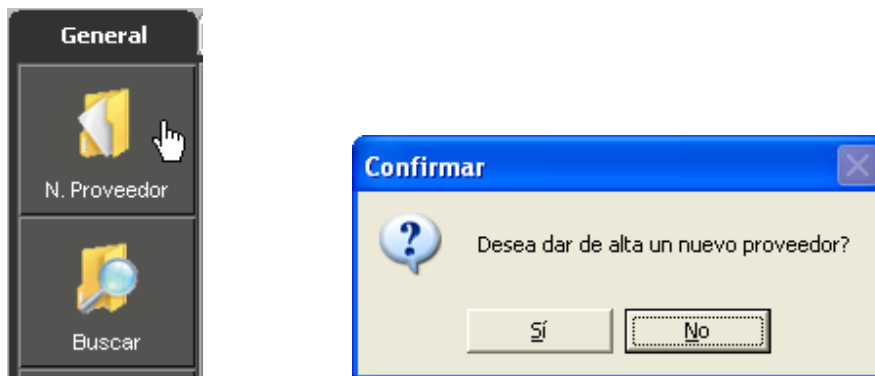 General
N. Proveedor
Buscar
Confirmar
Desea dar de alta un nuevo proveedor?
Sí
No